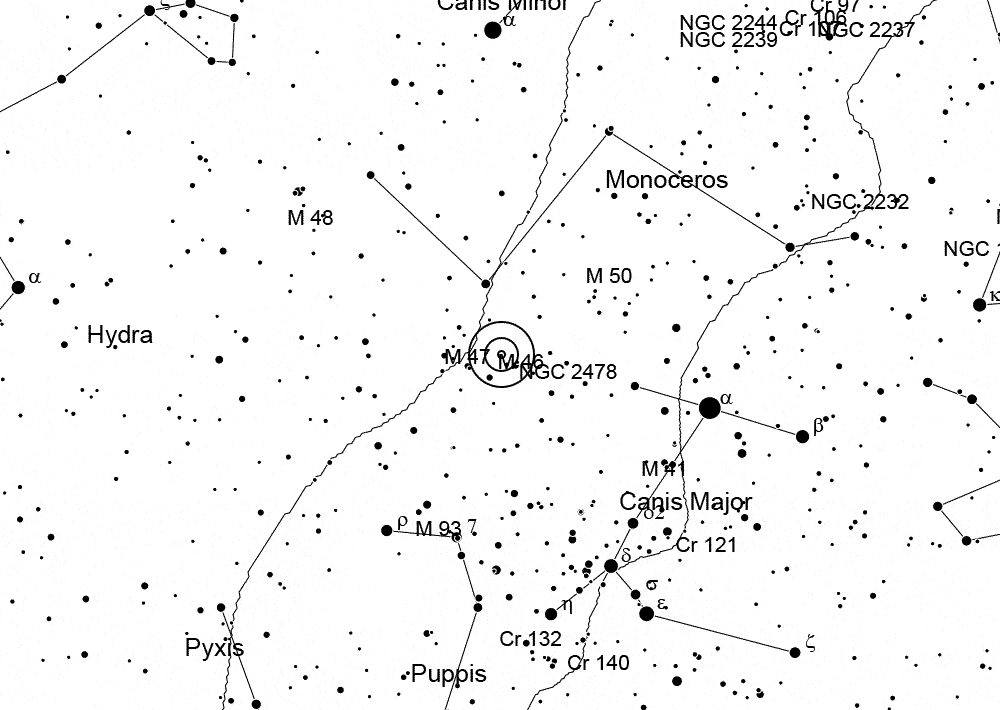 ζ
Canis Minor
α
Cr 97
NGC 2244
Cr 106
NGC 2237
NGC 2239
Monoceros
NGC 2232
M 48
NGC
α
M 50
κ
Hydra
M 47
M 46
NGC 2478
α
β
M 41
Canis Major
ο2
ρ
M 93
Cr 121
δ
σ
η
ε
Cr 132
ζ
Pyxis
Cr 140
Puppis